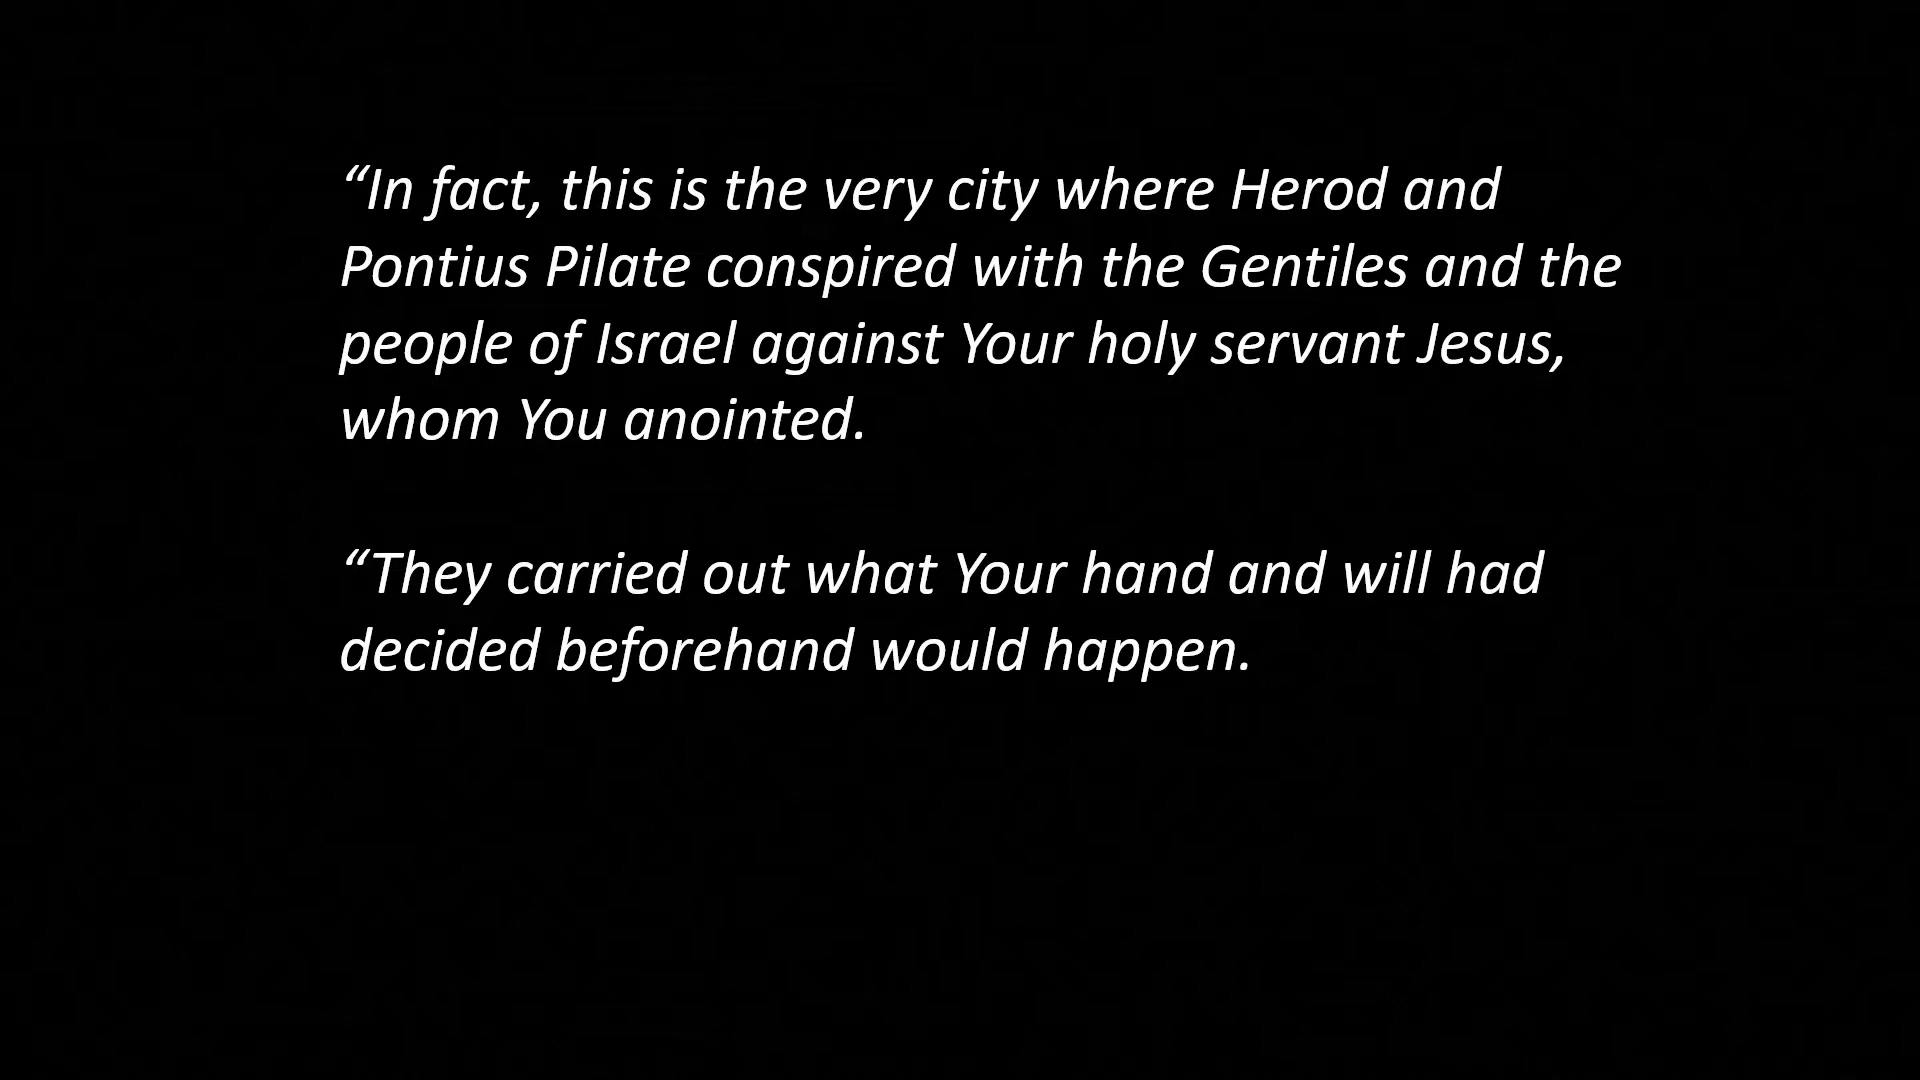 “In fact, this is the very city where Herod and
Pontius Pilate conspired with the Gentiles and the
people of Israel against Your holy servant Jesus,
whom You anointed.
“They carried out what Your hand and will had
decided beforehand would happen.